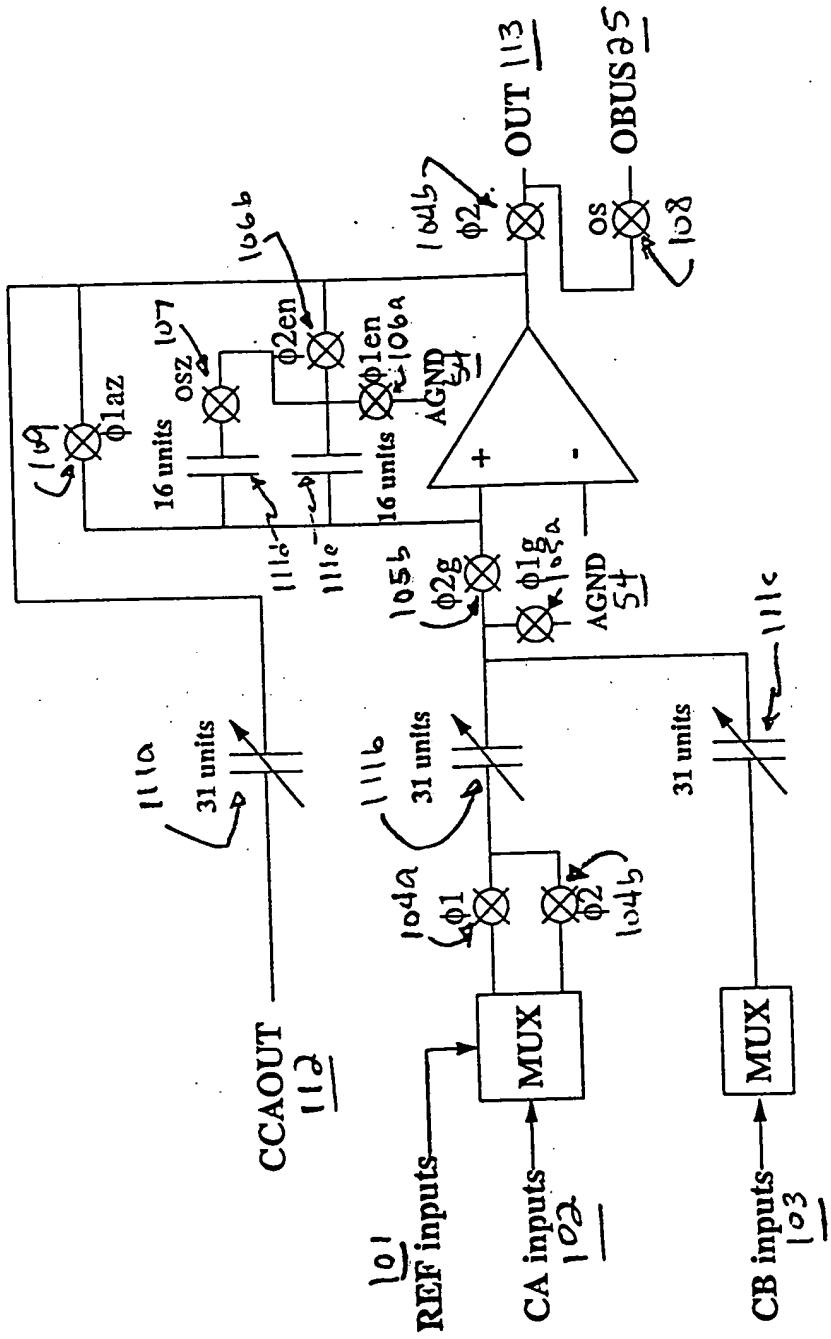 109
ϕ1az
16 units
osz
107
ϕ2en
106b
111d
111e
16 units
ϕ1en
106a
AGND
54
104b
ϕ2
OUT 113
OBUS 25
os
108
+
-
105b
ϕ2g
ϕ1g
105a
AGND
54
111a
31 units
CCAOUT
112
111b
31 units
104a
ϕ1
ϕ2
104b
111c
31 units
101
REF inputs
MUX
CA inputs
102
MUX
CB inputs
103